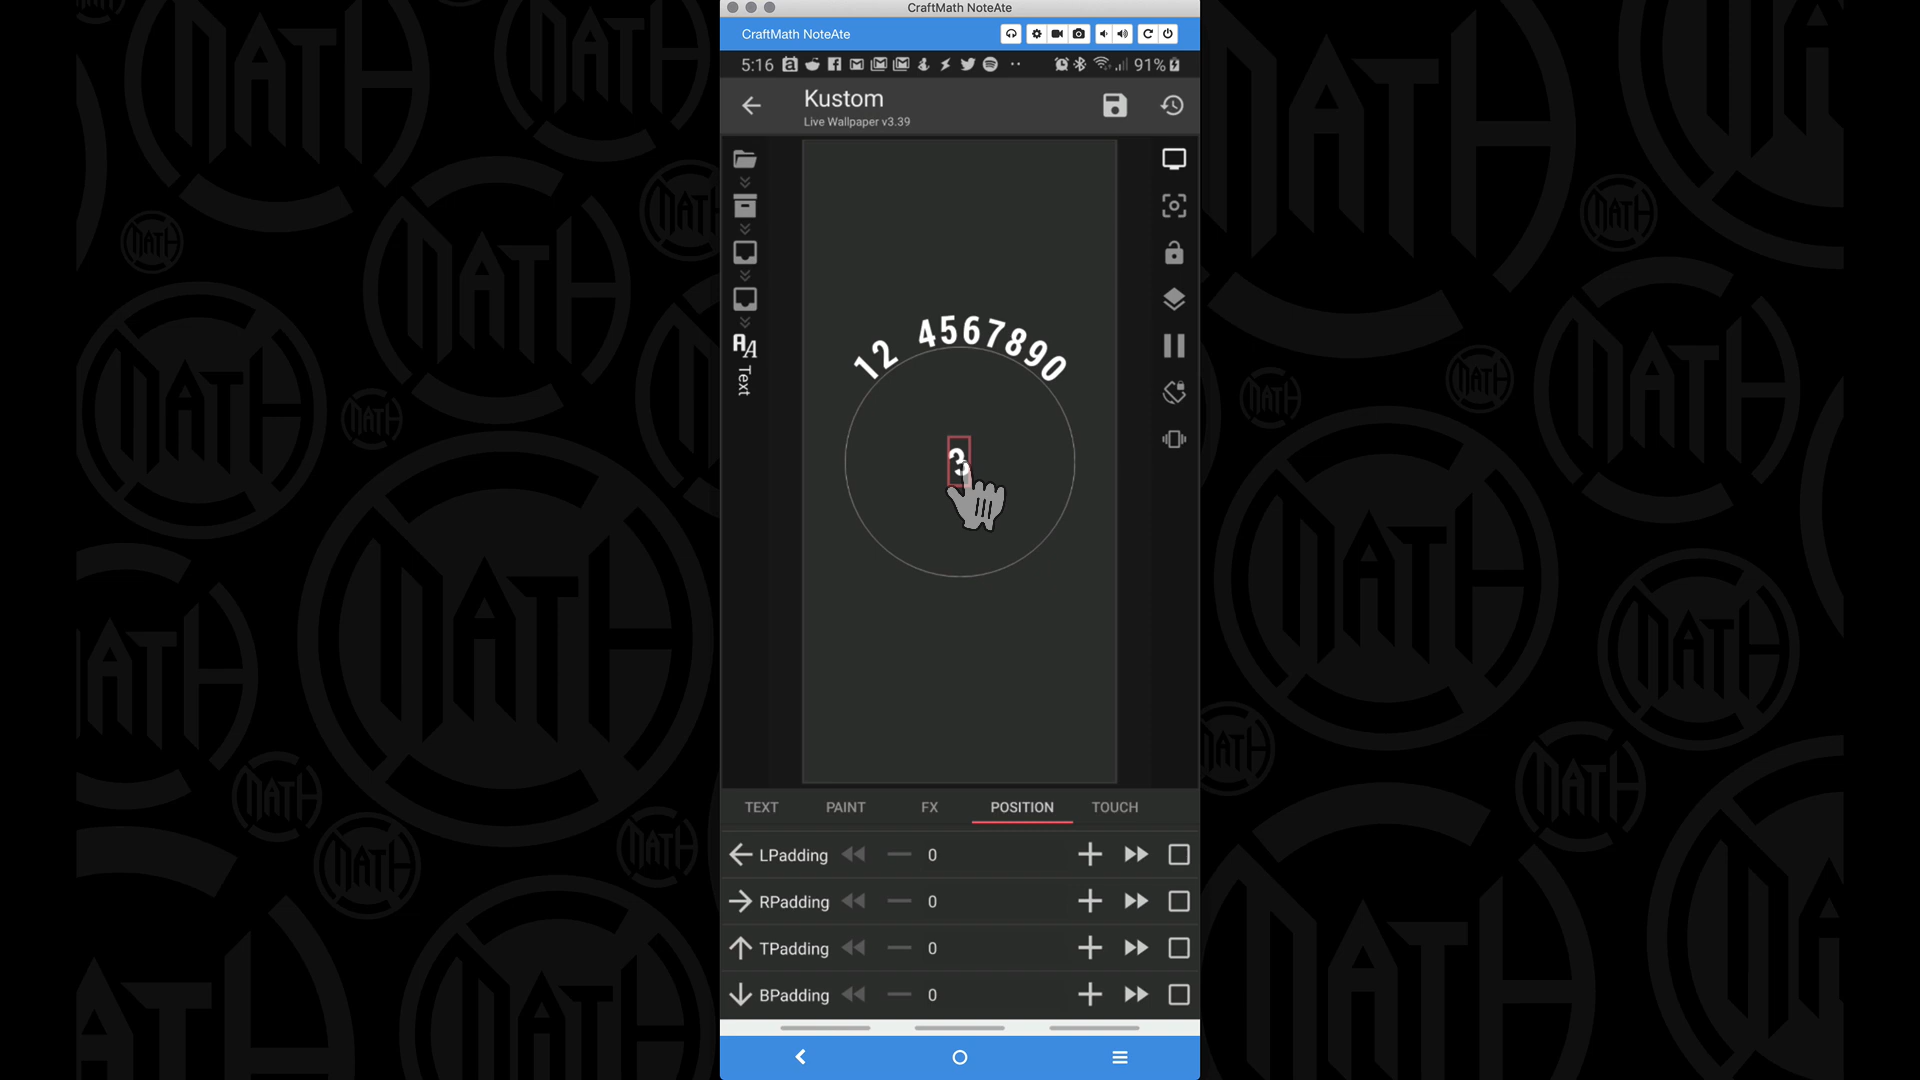 CraftMath NoteAte
CraftMath NoteAte
5:16
91%
Kustom
Live Wallpaper v3.39
Text
12 4567890
3
TEXT PAINT FX POSITION TOUCH
LPadding 0
RPadding 0
TPadding 0
BPadding 0
MATH